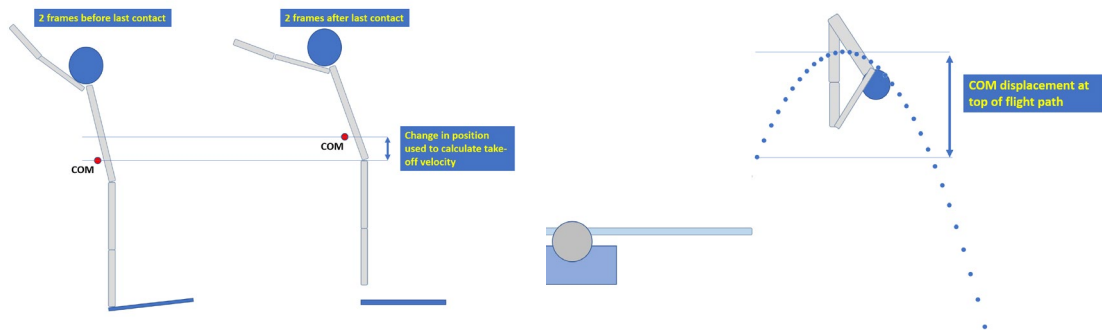 2 frames before last contact
2 frames after last contact
COM
COM
Change in position
used to calculate take-
off velocity
COM displacement at
top of flight path